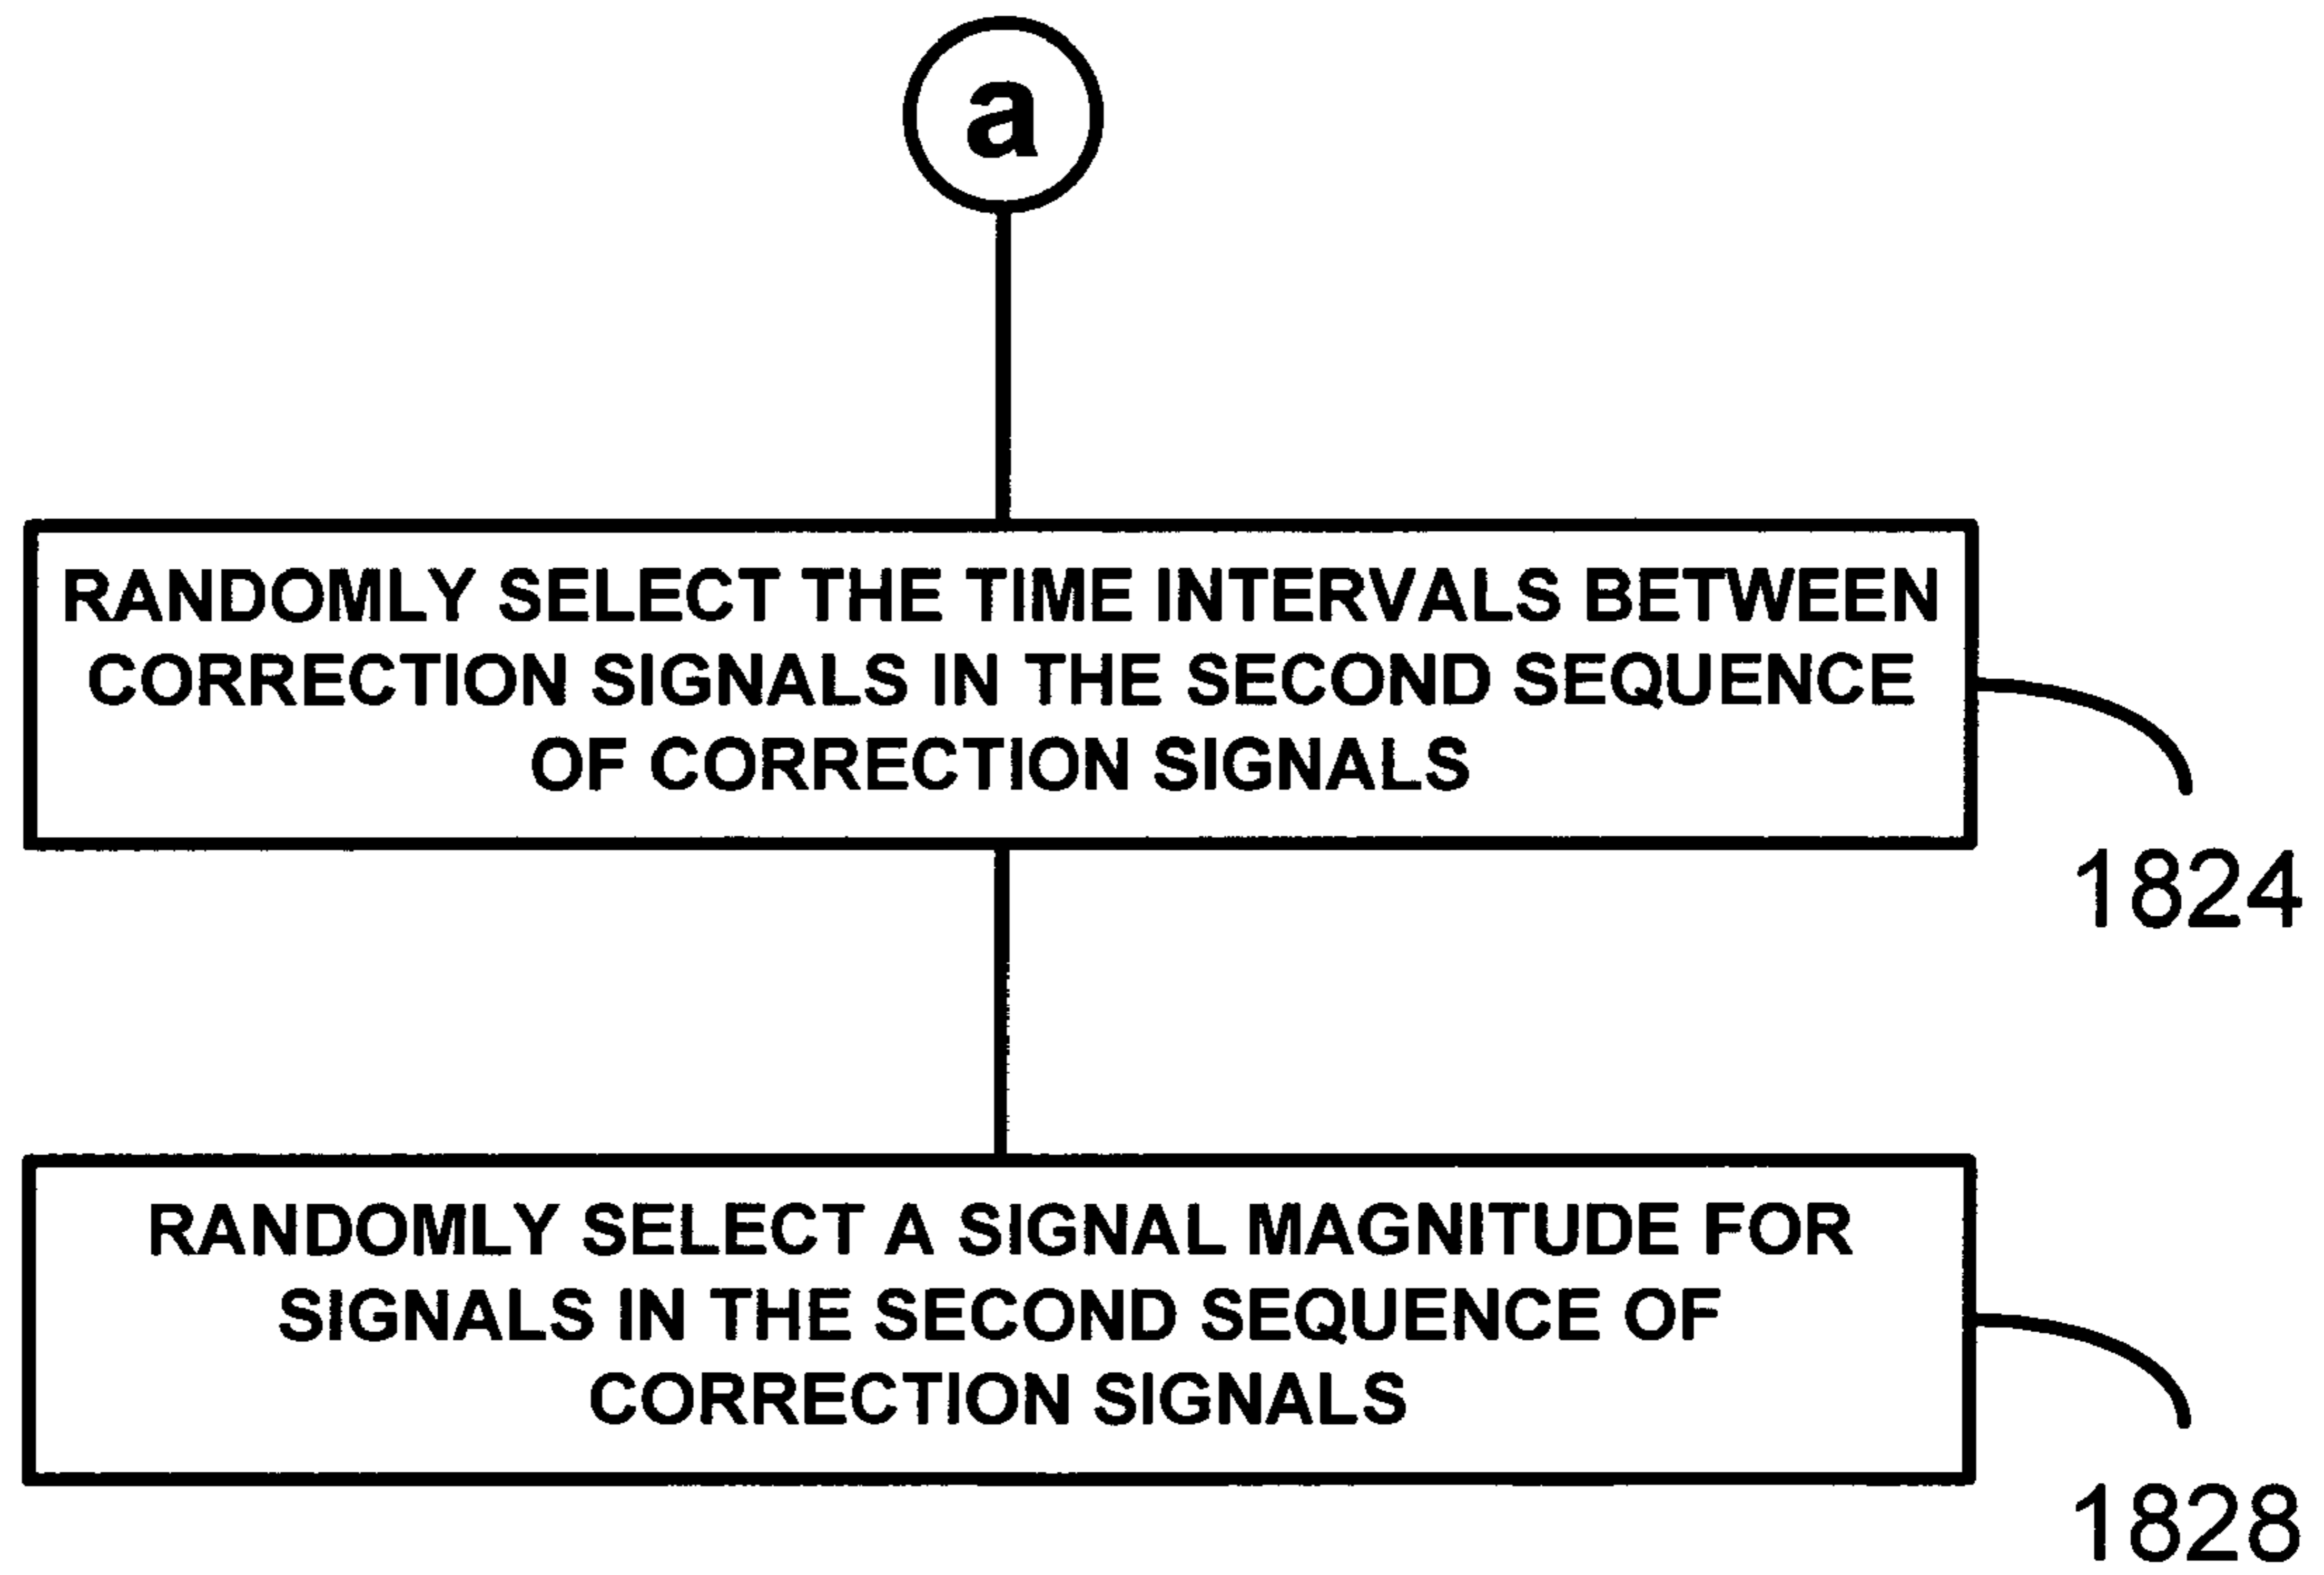 a
RANDOMLY SELECT THE TIME INTERVALS BETWEEN
CORRECTION SIGNALS IN THE SECOND SEQUENCE
OF CORRECTION SIGNALS
1824
RANDOMLY SELECT A SIGNAL MAGNITUDE FOR
SIGNALS IN THE SECOND SEQUENCE OF
CORRECTION SIGNALS
1828